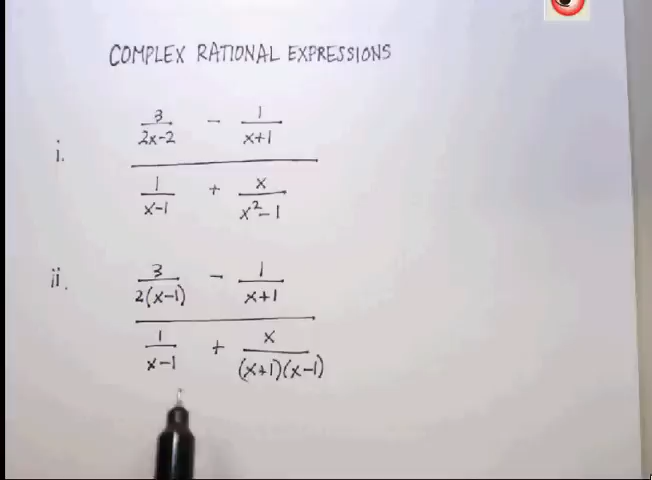 COMPLEX RATIONAL EXPRESSIONS
i.
3/(2x-2) - 1/(x+1)
1/(x-1) + x/(x²-1)
ii.
3/(2(x-1)) - 1/(x+1)
1/(x-1) + x/((x+1)(x-1))